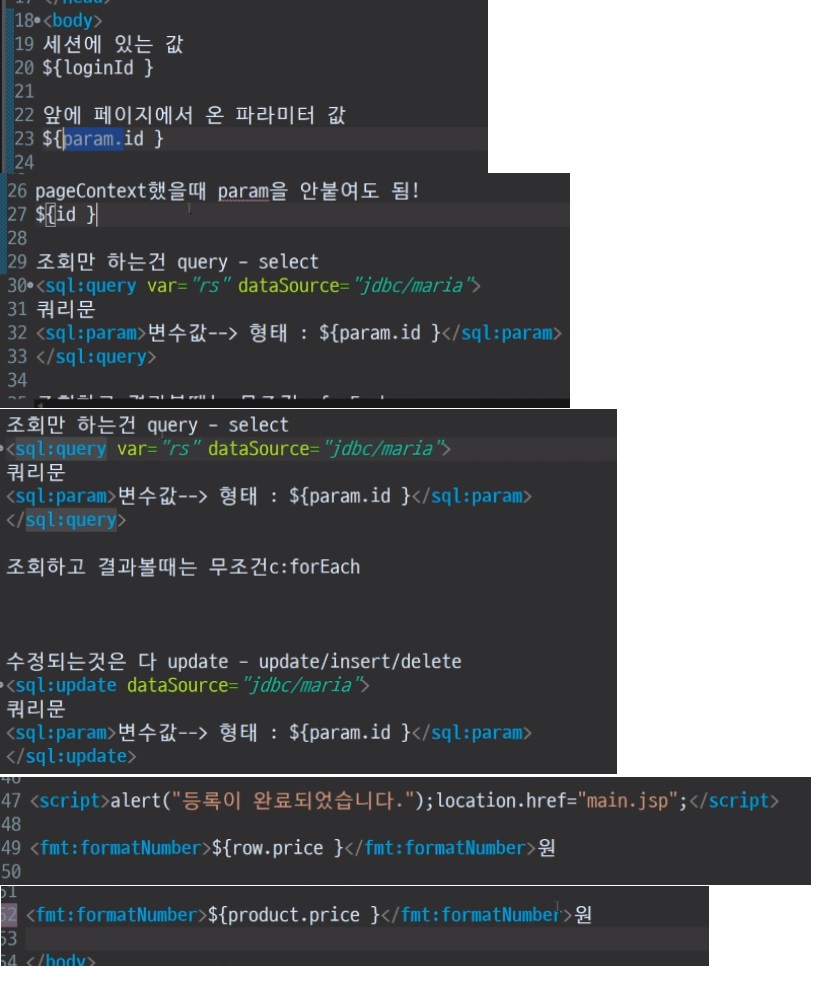 18 <body>
19 세션에 있는 값
20 ${loginId }
21
22 앞에 페이지에서 온 파라미터 값
23 ${param.id }
24
26 pageContext했을때 param을 안붙여도 됨!
27 ${id }
28
29 조회만 하는건 query - select
30 <sql:query var="rs" dataSource="jdbc/maria">
31 쿼리문
32 <sql:param>변수값--> 형태 : ${param.id }</sql:param>
33 </sql:query>
34
조회만 하는건 query - select
<sql:query var="rs" dataSource="jdbc/maria">
쿼리문
<sql:param>변수값--> 형태 : ${param.id }</sql:param>
</sql:query>
조회하고 결과볼때는 무조건c:forEach
수정되는것은 다 update - update/insert/delete
<sql:update dataSource="jdbc/maria">
쿼리문
<sql:param>변수값--> 형태 : ${param.id }</sql:param>
</sql:update>
47 <script>alert("등록이 완료되었습니다.");location.href="main.jsp";</script>
48
49 <fmt:formatNumber>${row.price }</fmt:formatNumber>원
50
51
52 <fmt:formatNumber>${product.price }</fmt:formatNumber>원
53
54 </body>